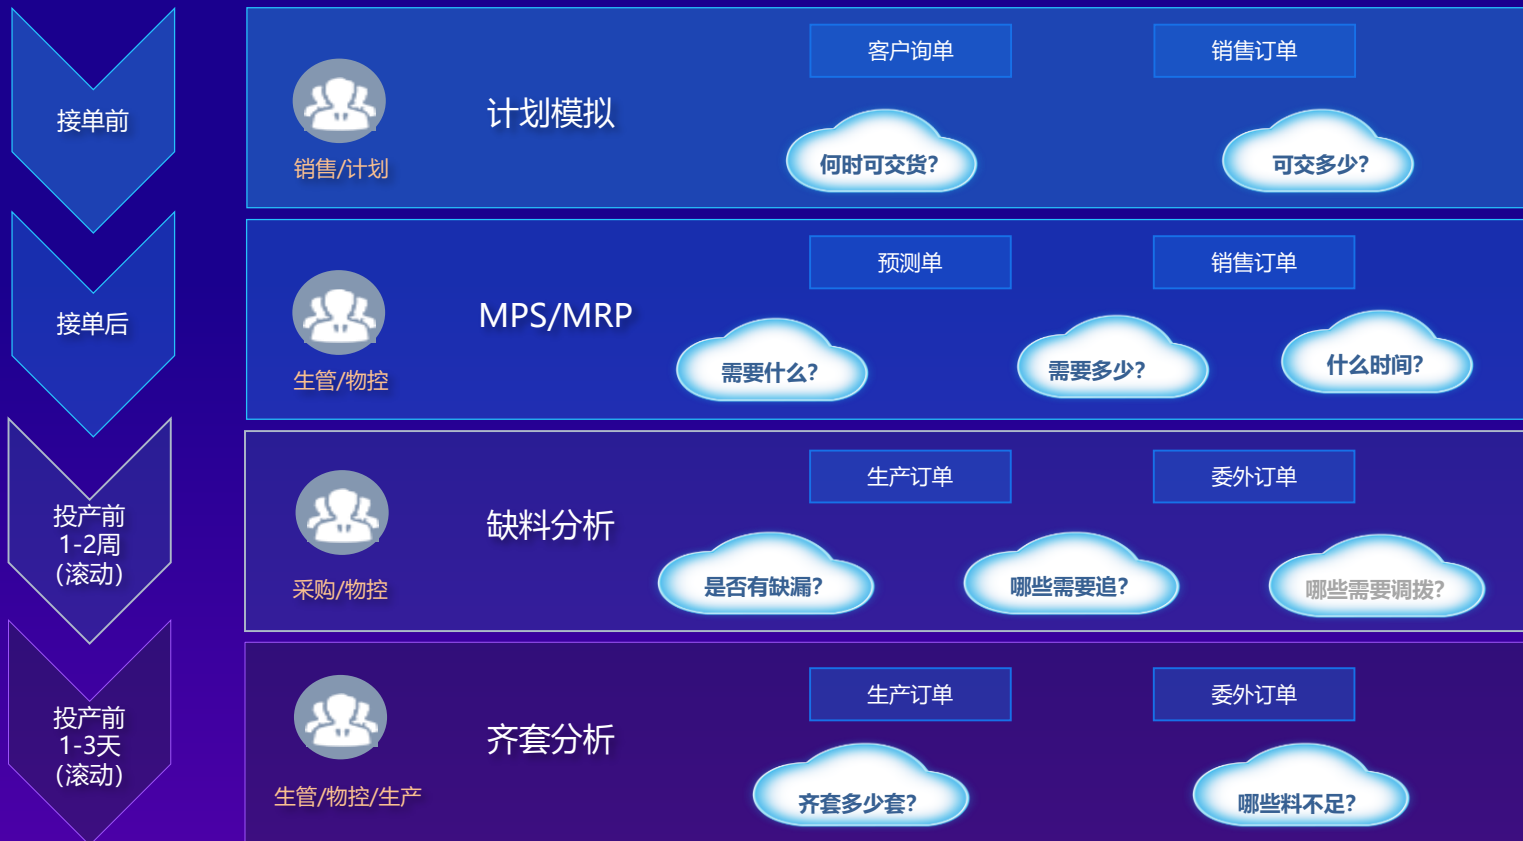 接单前
销售/计划
计划模拟
客户询单
销售订单
何时可交货?
可交多少?
接单后
生管/物控
MPS/MRP
预测单
销售订单
需要什么?
需要多少?
什么时间?
投产前
1-2周
（滚动）
采购/物控
缺料分析
生产订单
委外订单
是否有缺漏?
哪些需要追?
哪些需要调拨?
投产前
1-3天
（滚动）
生管/物控/生产
齐套分析
生产订单
委外订单
齐套多少套?
哪些料不足?